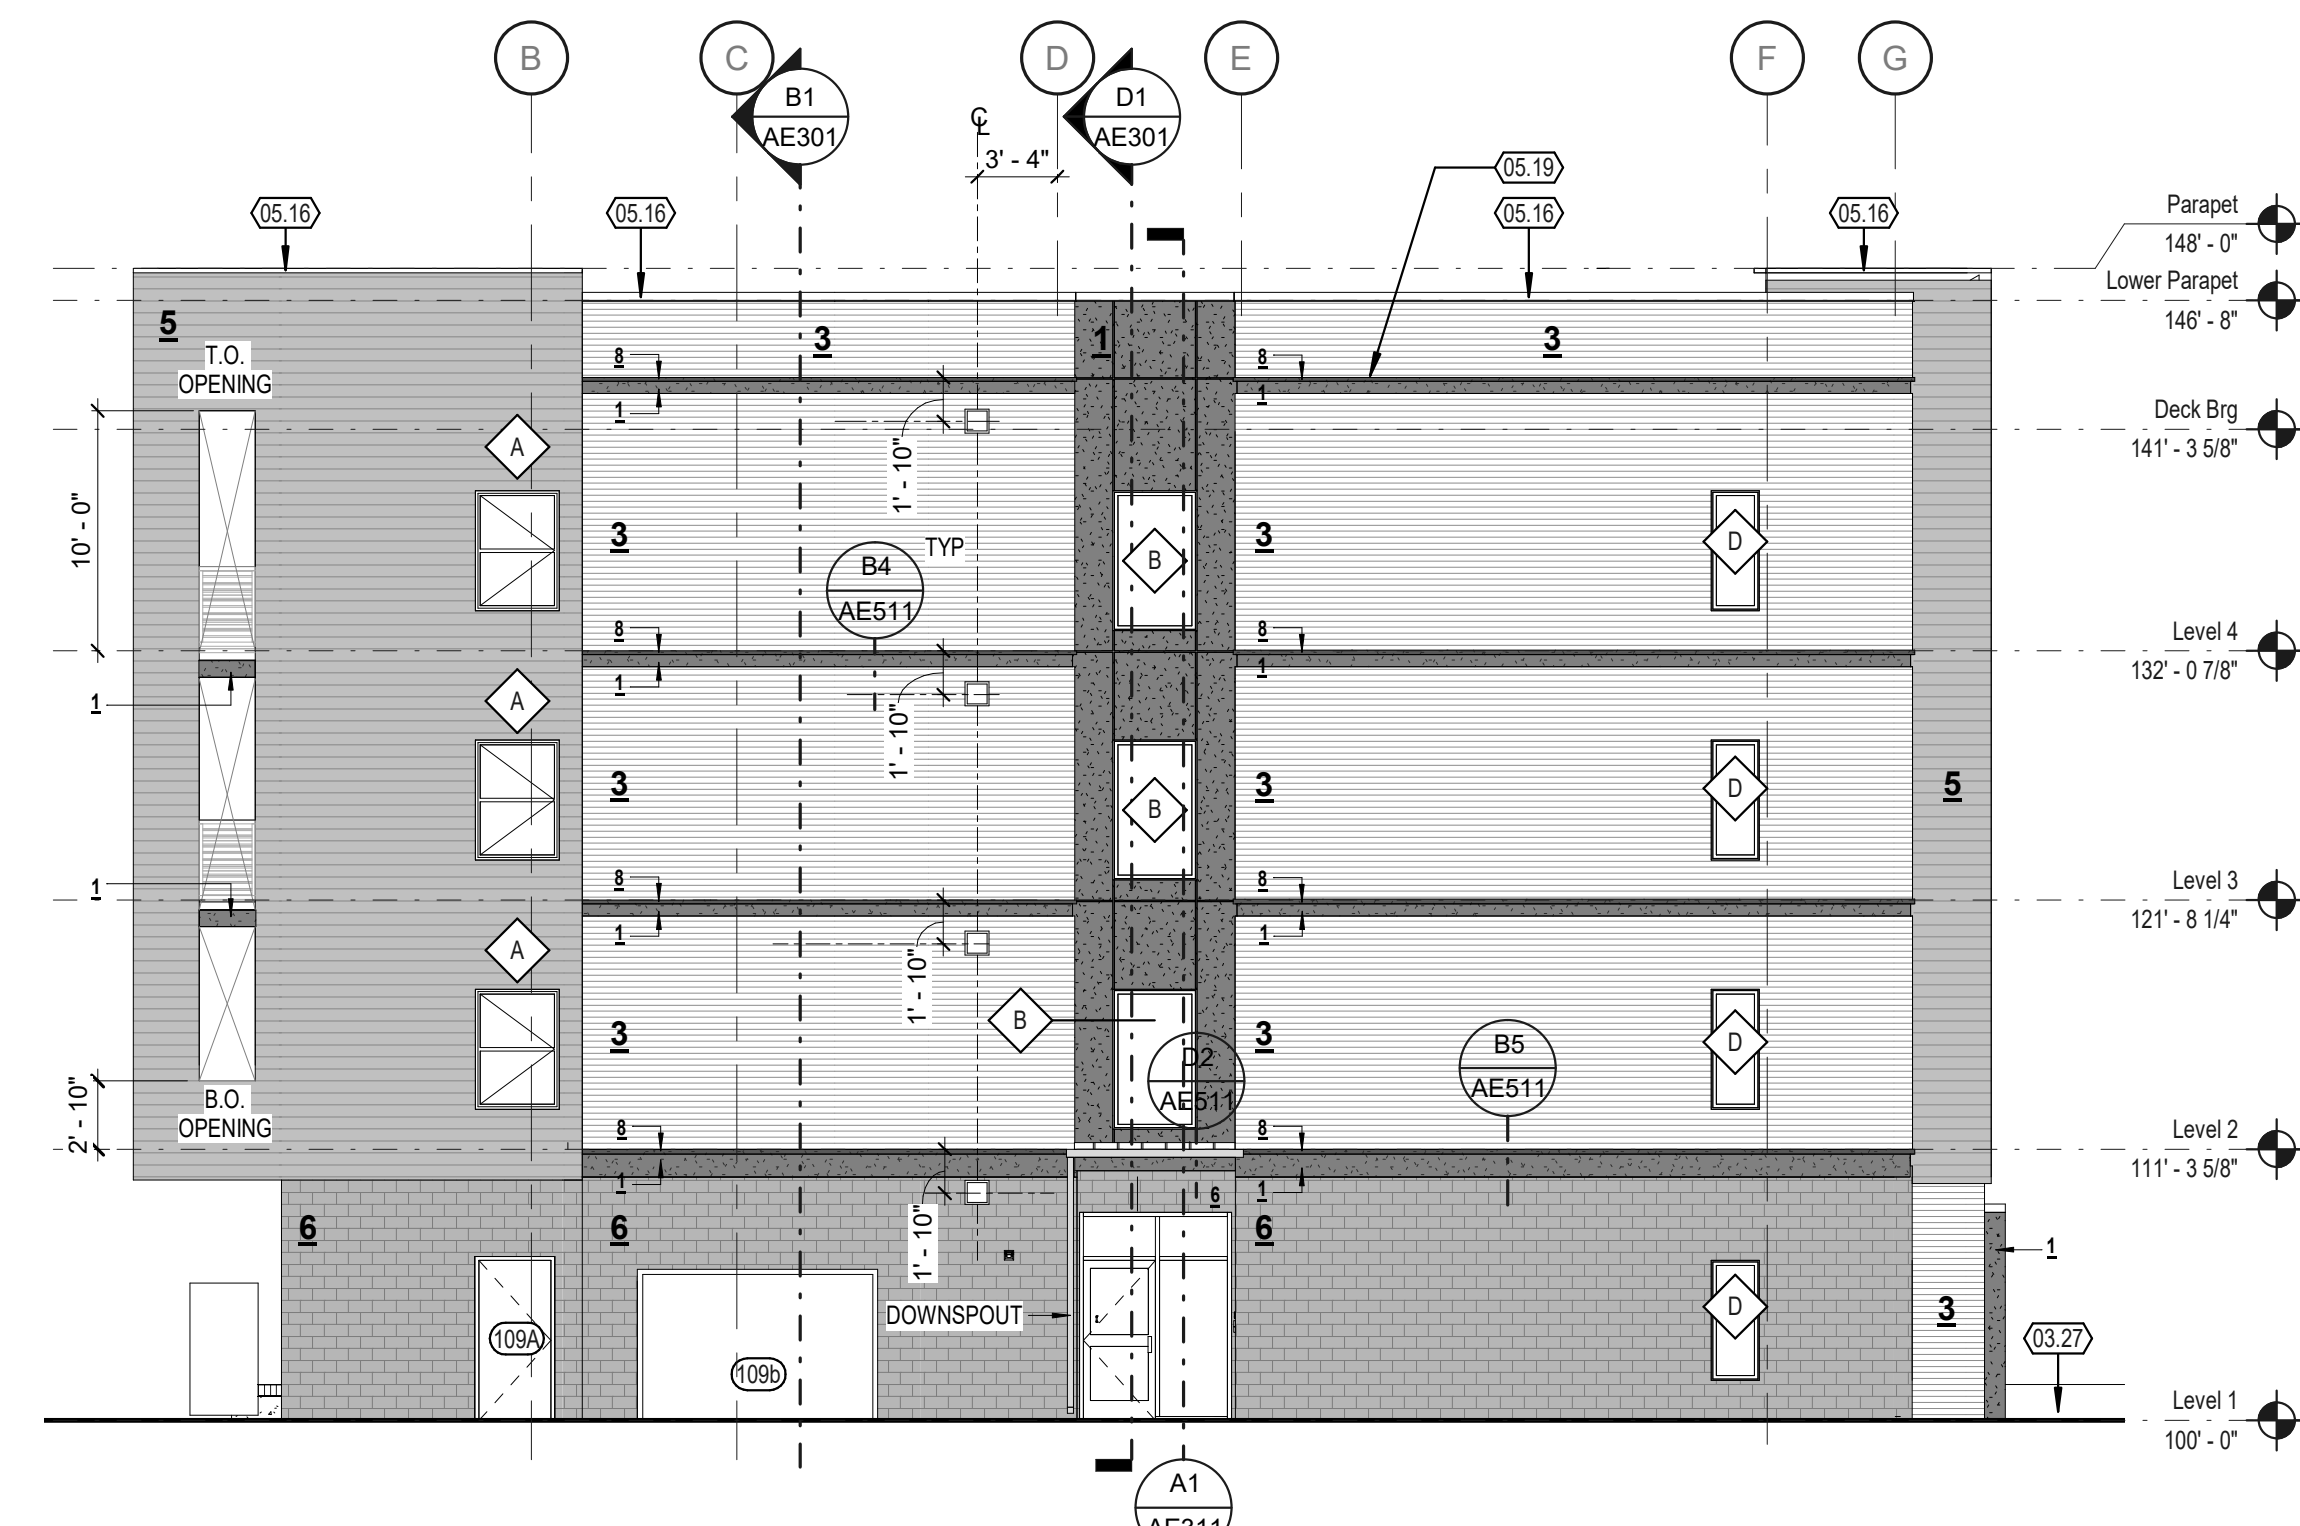 B
C
D
E
F
G
B1
AE301
D1
AE301
CL
3' - 4"
05.19
05.16
05.16
05.16
05.16
Parapet
148' - 0"
Lower Parapet
146' - 8"
5
3
1
3
T.O.
OPENING
8
8
1
1
Deck Brg
141' - 3 5/8"
A
1' - 10"
10' - 0"
3
TYP
B
3
D
B4
AE511
8
8
Level 4
132' - 0 7/8"
1
1
1
A
1' - 10"
3
B
3
D
5
8
8
Level 3
121' - 8 1/4"
1
1
1
A
1' - 10"
3
B
3
D
D2
AE511
B5
AE511
B.O.
OPENING
2' - 10"
8
8
Level 2
111' - 3 5/8"
1
1
6
6
6
6
1' - 10"
1
DOWNSPOUT
D
3
109A
109b
03.27
Level 1
100' - 0"
A1
AE311